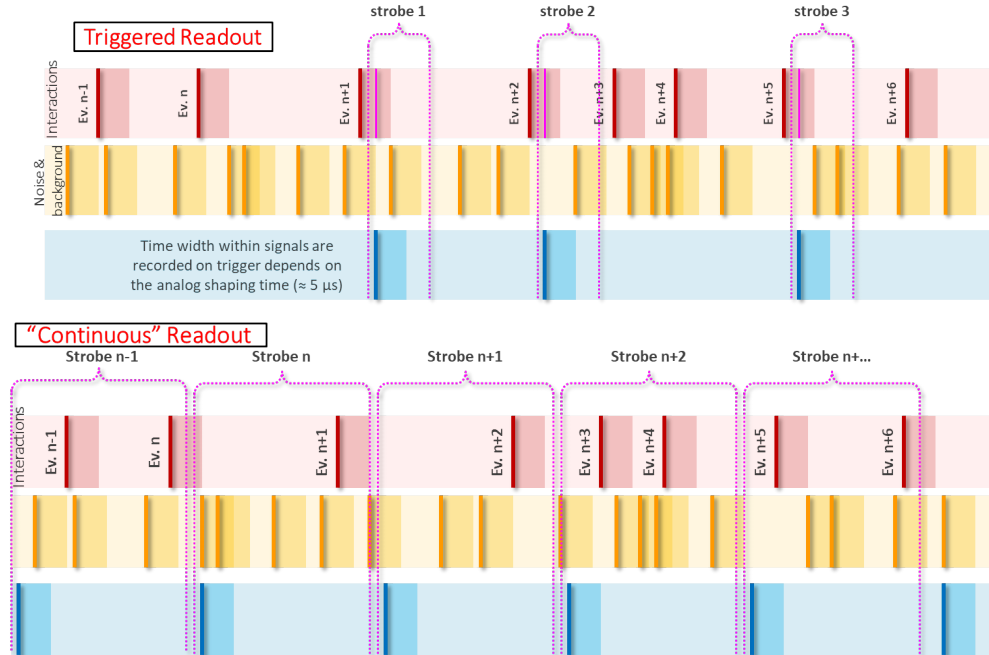 strobe 1
strobe 2
strobe 3
Triggered Readout
Interactions
Ev. n-1
Ev. n
Ev. n+1
Ev. n+2
Ev. n+3
Ev. n+4
Ev. n+5
Ev. n+6
Noise &
background
Time width within signals are
recorded on trigger depends on
the analog shaping time (≈ 5 μs)
“Continuous” Readout
Strobe n-1
Strobe n
Strobe n+1
Strobe n+2
Strobe n+...
Interactions
Ev. n-1
Ev. n
Ev. n+1
Ev. n+2
Ev. n+3
Ev. n+4
Ev. n+5
Ev. n+6